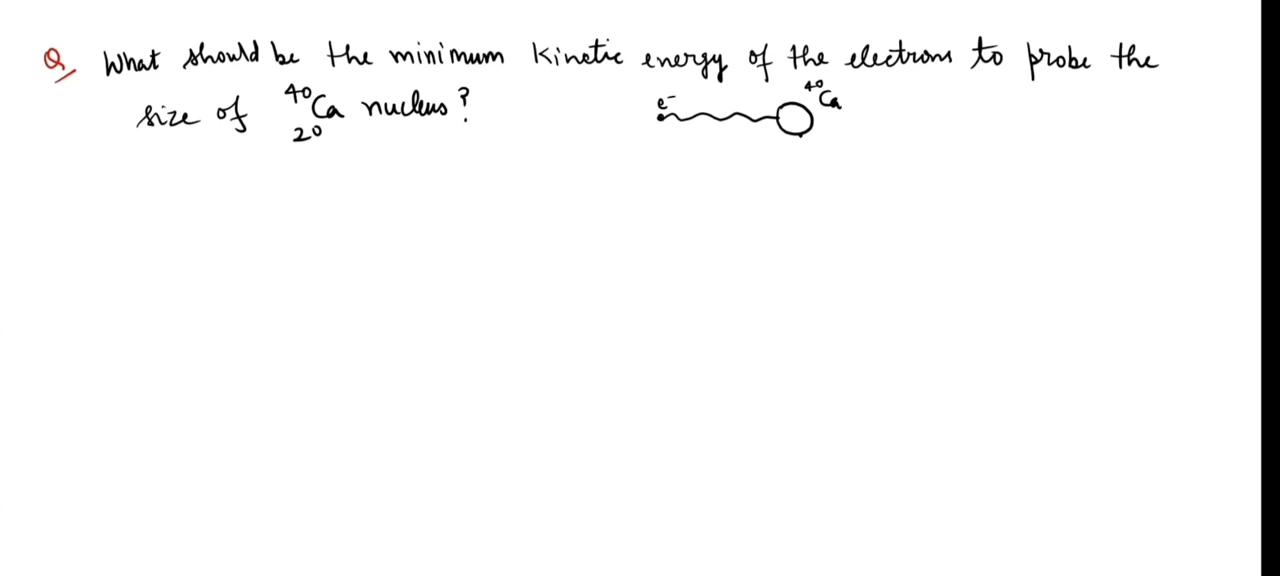 Q, What should be the minimum Kinetic energy of the electrons to probe the
size of ⁴⁰₂₀Ca nucleus? e⁻ ⁴⁰Ca